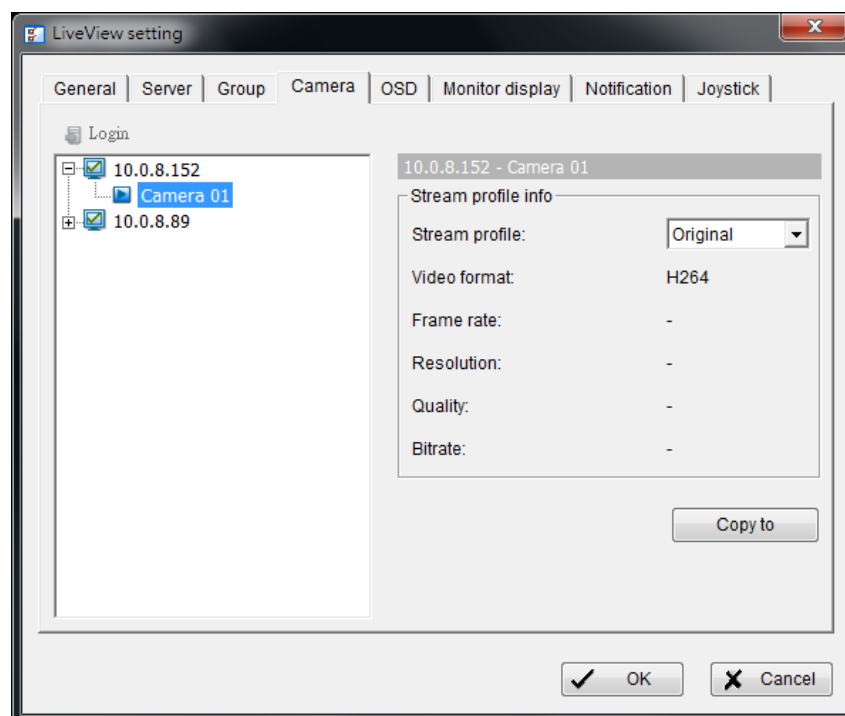 LiveView setting
General Server Group Camera OSD Monitor display Notification Joystick
Login
10.0.8.152
Camera 01
10.0.8.89
10.0.8.152 - Camera 01
Stream profile info
Stream profile: Original
Video format: H264
Frame rate: -
Resolution: -
Quality: -
Bitrate: -
Copy to
OK Cancel